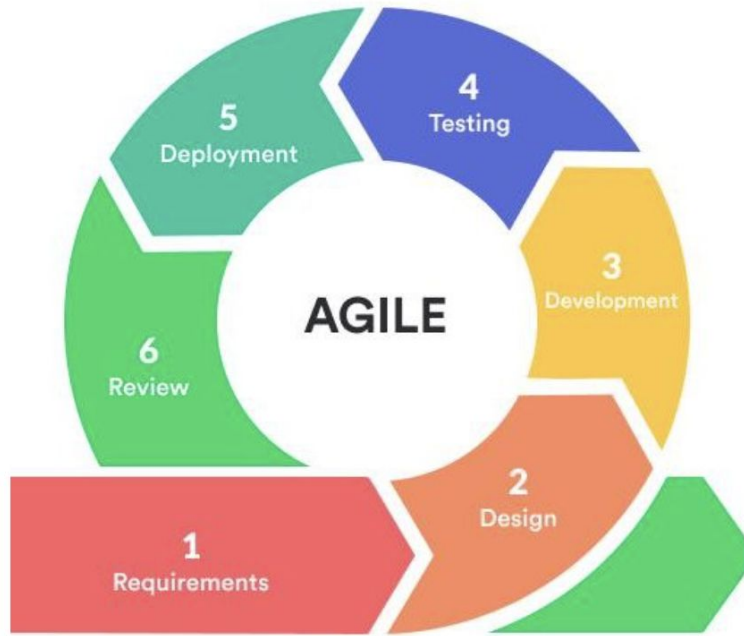 4
Testing
5
Deployment
3
Development
AGILE
6
Review
2
Design
1
Requirements